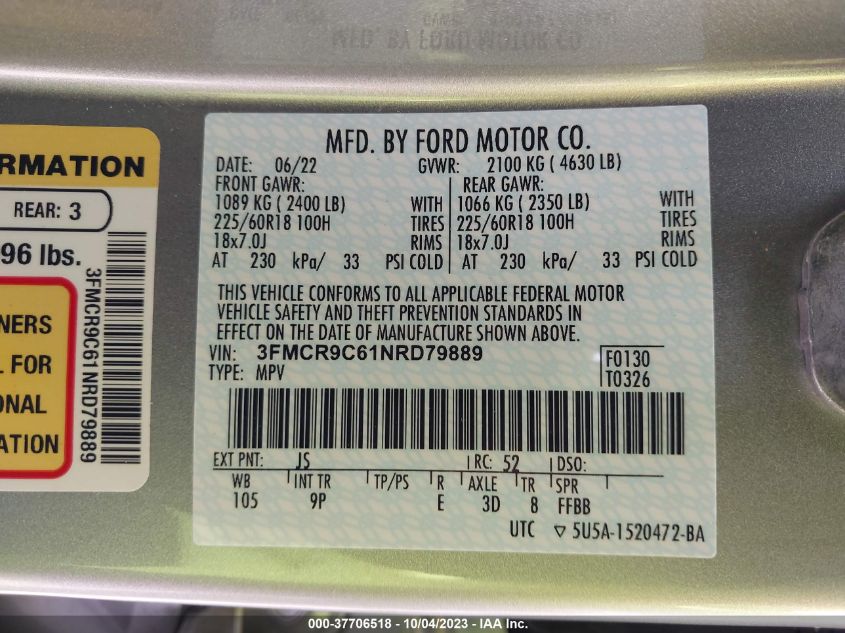 MFD. BY FORD MOTOR CO.
RMATION
REAR: 3
96 lbs.
NERS
L FOR
ONAL
ATION
3FMCR9C61NRD79889
MFD. BY FORD MOTOR CO.
DATE: 06/22 GVWR: 2100 KG ( 4630 LB)
FRONT GAWR: REAR GAWR:
1089 KG ( 2400 LB) WITH 1066 KG ( 2350 LB) WITH
225/60R18 100H TIRES 225/60R18 100H TIRES
18x7.0J RIMS 18x7.0J RIMS
AT 230 kPa/ 33 PSI COLD AT 230 kPa/ 33 PSI COLD
THIS VEHICLE CONFORMS TO ALL APPLICABLE FEDERAL MOTOR
VEHICLE SAFETY AND THEFT PREVENTION STANDARDS IN
EFFECT ON THE DATE OF MANUFACTURE SHOWN ABOVE.
VIN: 3FMCR9C61NRD79889 F0130
TYPE: MPV T0326
EXT PNT: JS RC: 52 DSO:
WB INT TR TP/PS R AXLE TR SPR
105 9P E 3D 8 FFBB
UTC ▽ 5U5A-1520472-BA
000-37706518 - 10/04/2023 - IAA Inc.